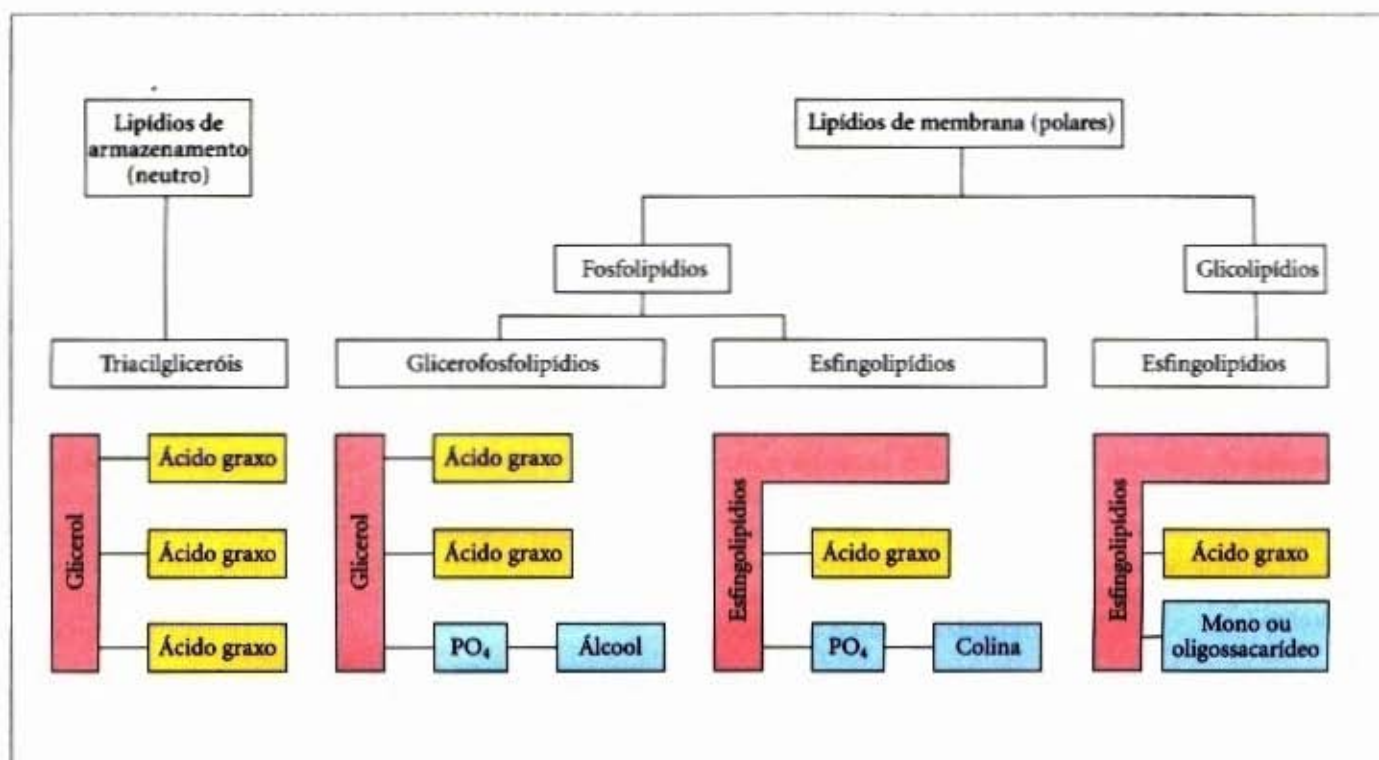 Lipídios de
armazenamento
(neutro)
Lipídios de membrana (polares)
Fosfolipídios
Glicolipídios
Triacilgliceróis
Glicerofosfolipídios
Esfingolipídios
Esfingolipídios
Glicerol
Ácido graxo
Ácido graxo
Ácido graxo
Glicerol
Ácido graxo
Ácido graxo
PO₄
Álcool
Esfingolipídios
Ácido graxo
PO₄
Colina
Esfingolipídios
Ácido graxo
Mono ou
oligossacarídeo